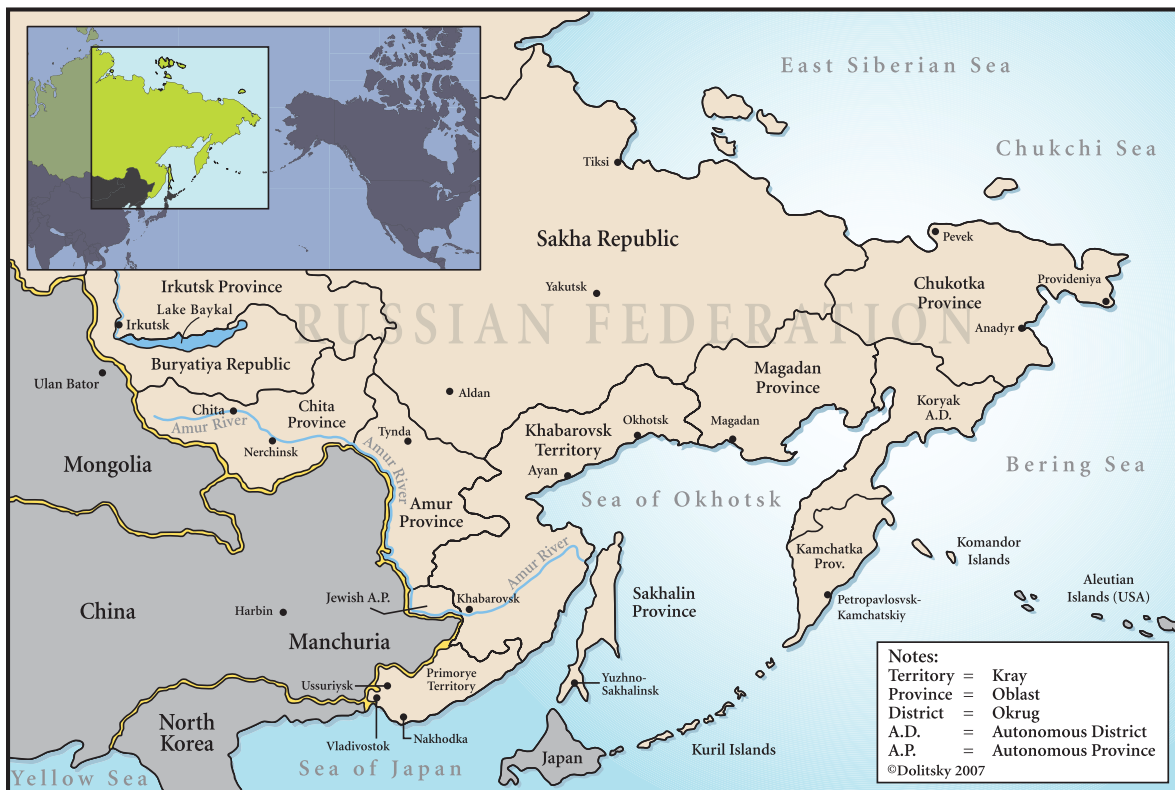 East Siberian Sea
Chukchi Sea
Tiksi
Pevek
Sakha Republic
Chukotka
Province
Provideniya
Irkutsk Province
Yakutsk
Lake Baykal
RUSSIAN FEDERATION
Irkutsk
Anadyr
Buryatiya Republic
Ulan Bator
Magadan
Province
Aldan
Koryak
A.D.
Chita
Chita
Province
Amur River
Tynda
Khabarovsk
Territory
Okhotsk
Magadan
Nerchinsk
Amur River
Mongolia
Ayan
Bering Sea
Sea of Okhotsk
Amur
Province
Amur River
Kamchatka
Prov.
Komandor
Islands
Aleutian
Islands (USA)
Jewish A.P.
Khabarovsk
Sakhalin
Province
Petropavlosvsk-
Kamchatskiy
China
Harbin
Manchuria
Primorye
Territory
Ussuriysk
Yuzhno-
Sakhalinsk
North
Korea
Vladivostok
Nakhodka
Kuril Islands
Japan
Sea of Japan
Yellow Sea
Notes:
Territory = Kray
Province = Oblast
District = Okrug
A.D. = Autonomous District
A.P. = Autonomous Province
©Dolitsky 2007